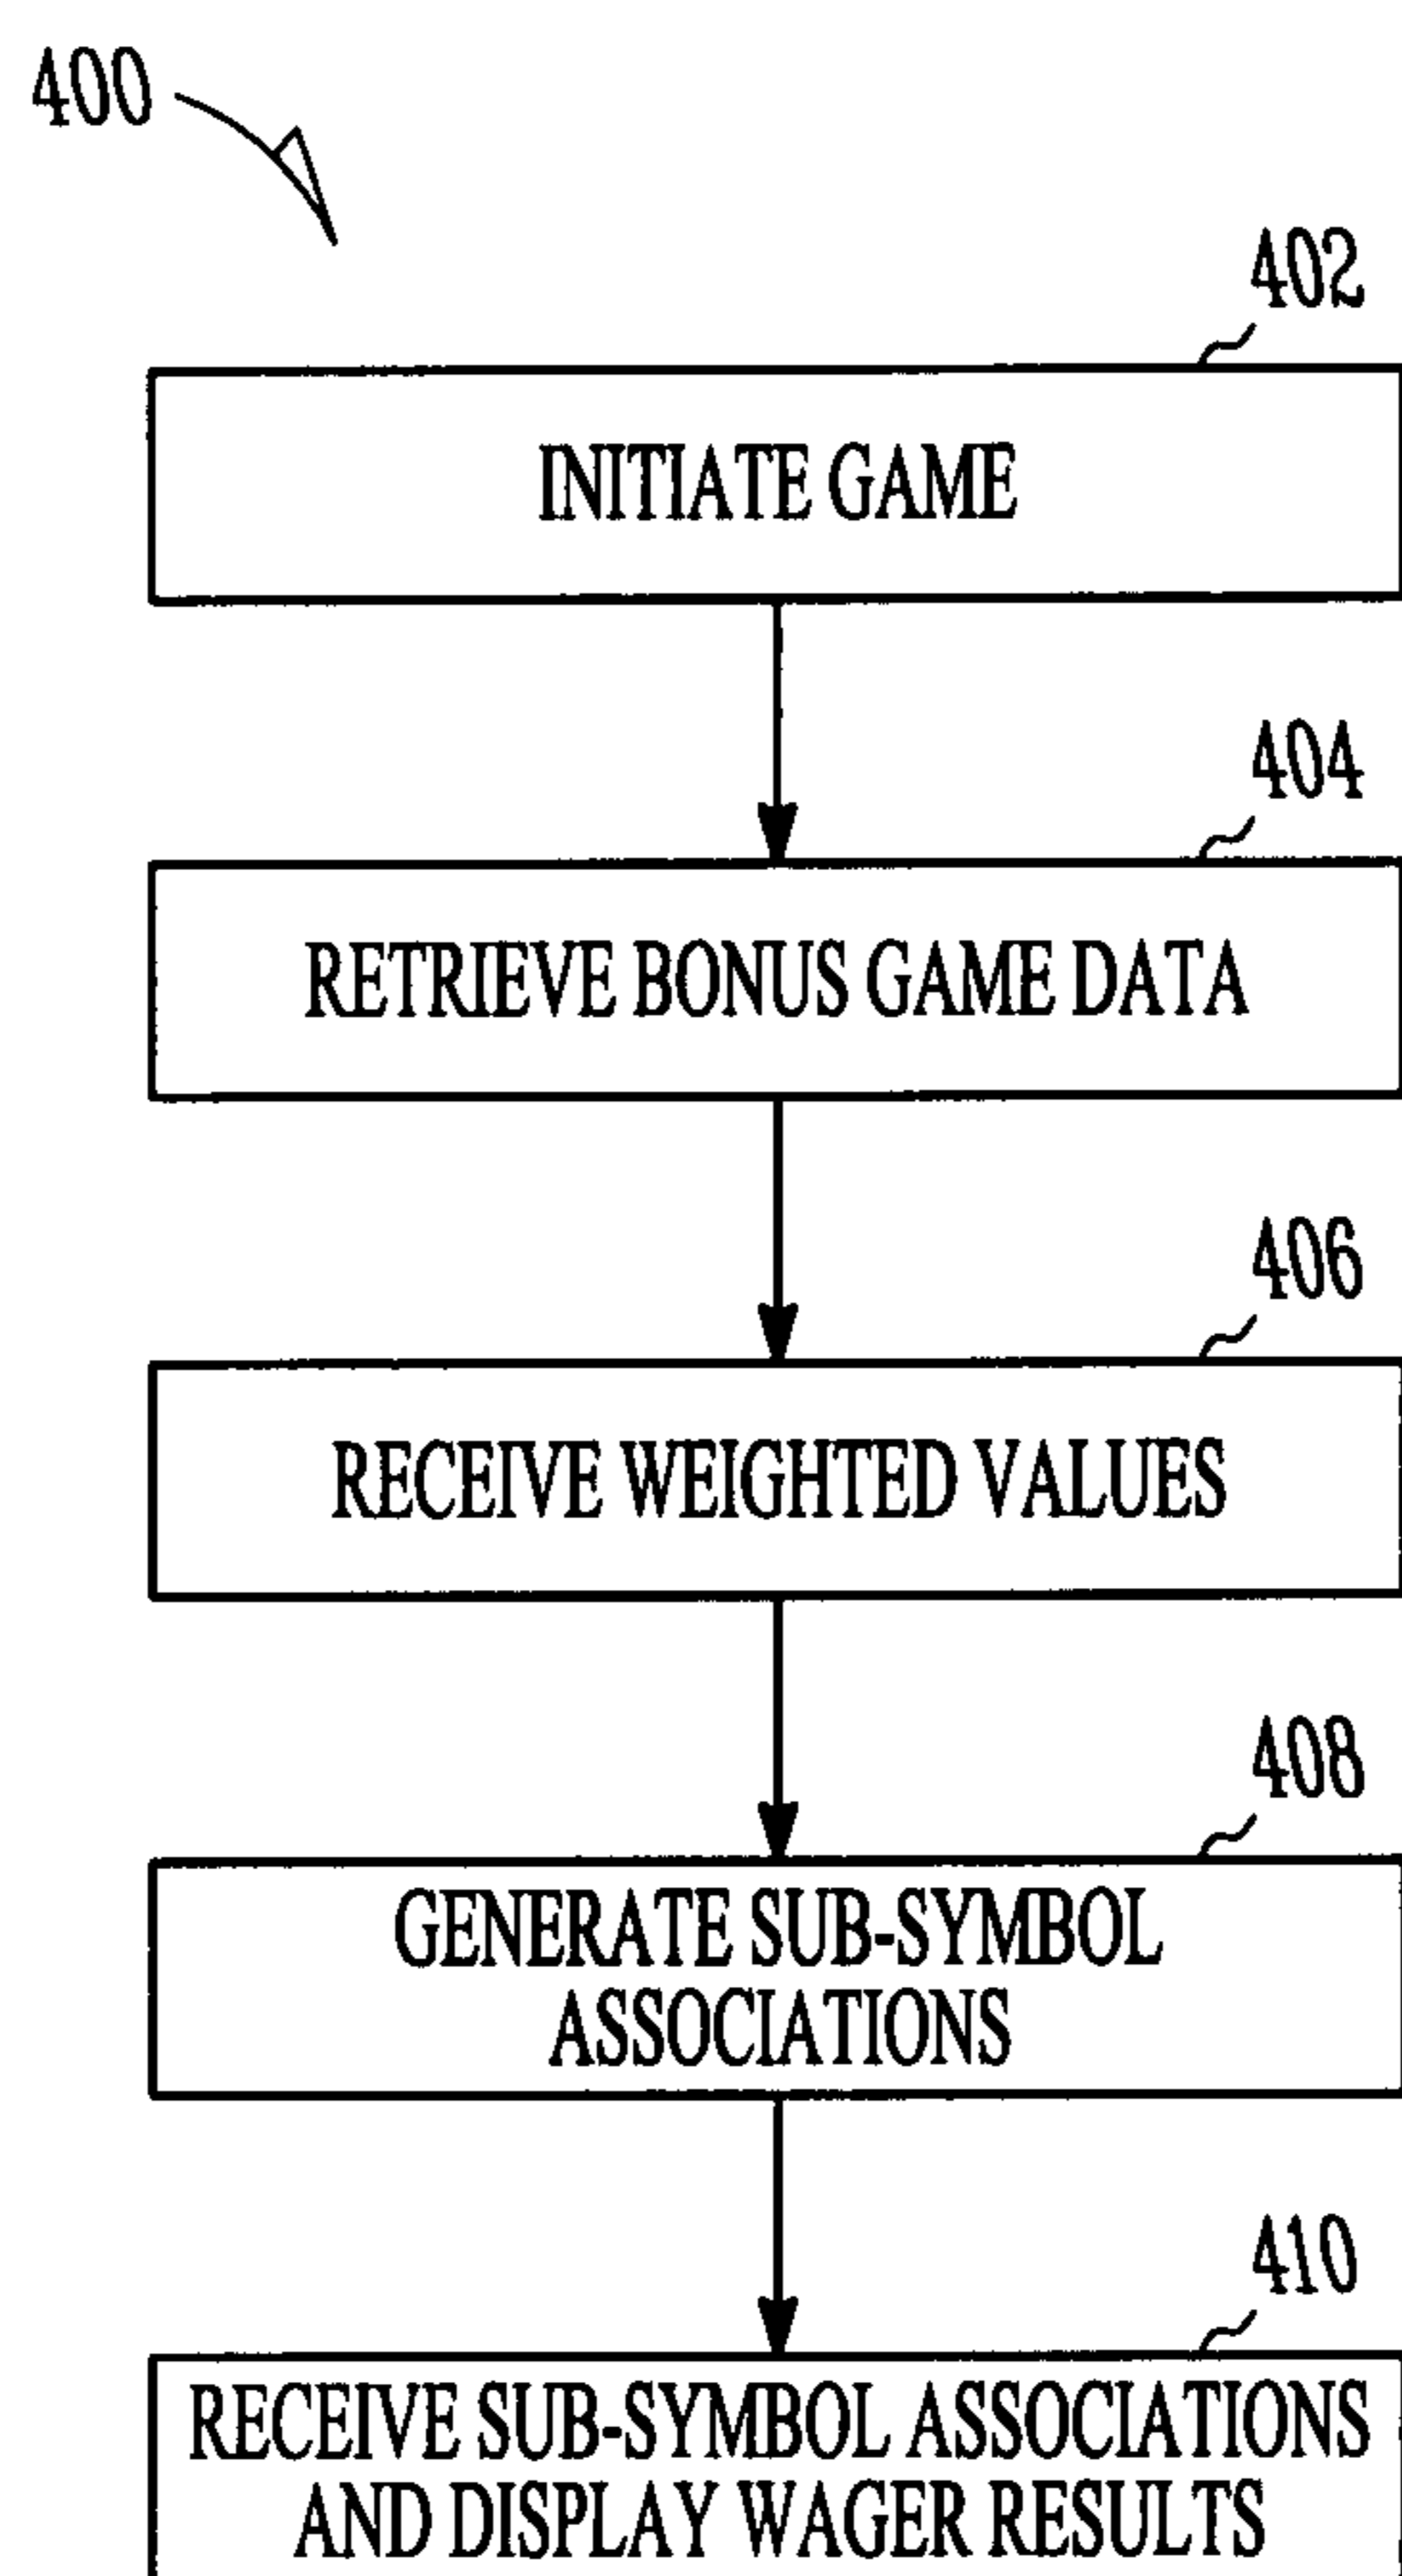 400
402
INITIATE GAME
404
RETRIEVE BONUS GAME DATA
406
RECEIVE WEIGHTED VALUES
408
GENERATE SUB-SYMBOL
ASSOCIATIONS
410
RECEIVE SUB-SYMBOL ASSOCIATIONS
AND DISPLAY WAGER RESULTS